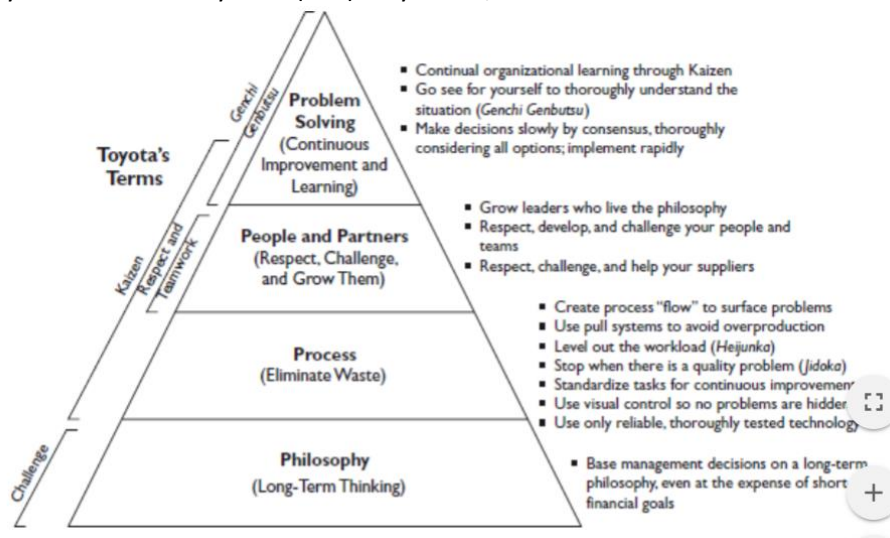 Toyota's
Terms
Genchi
Genbutsu
Kaizen
Respect and
Teamwork
Challenge
Problem
Solving
(Continuous
Improvement and
Learning)
▪ Continual organizational learning through Kaizen
▪ Go see for yourself to thoroughly understand the
situation (Genchi Genbutsu)
▪ Make decisions slowly by consensus, thoroughly
considering all options; implement rapidly
People and Partners
(Respect, Challenge,
and Grow Them)
▪ Grow leaders who live the philosophy
▪ Respect, develop, and challenge your people and
teams
▪ Respect, challenge, and help your suppliers
Process
(Eliminate Waste)
▪ Create process "flow" to surface problems
▪ Use pull systems to avoid overproduction
▪ Level out the workload (Heijunka)
▪ Stop when there is a quality problem (Jidoka)
▪ Standardize tasks for continuous improvement
▪ Use visual control so no problems are hidden
▪ Use only reliable, thoroughly tested technology
Philosophy
(Long-Term Thinking)
▪ Base management decisions on a long-term
philosophy, even at the expense of short
financial goals